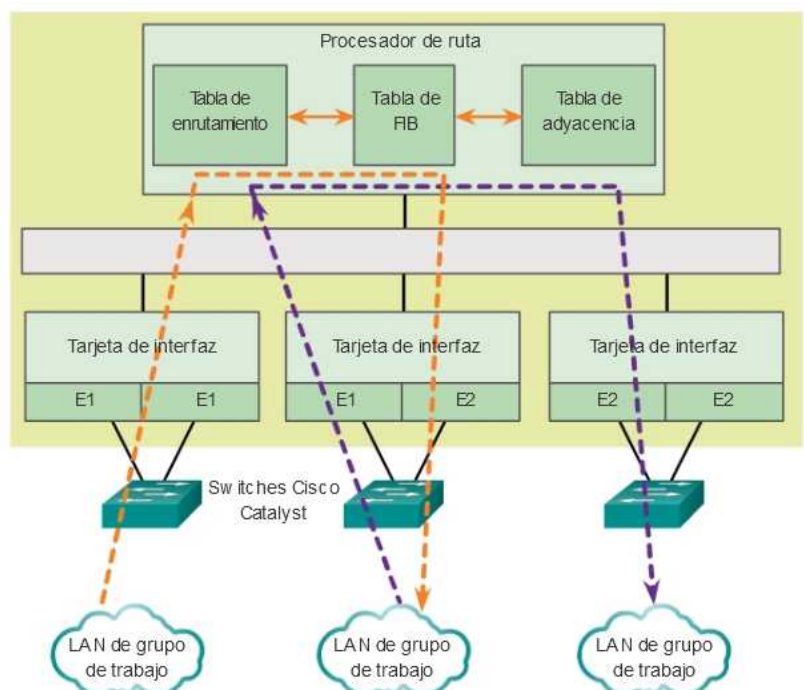 Procesador de ruta
Tabla de
enrutamiento
Tabla de
FIB
Tabla de
adyacencia
Tarjeta de interfaz
Tarjeta de interfaz
Tarjeta de interfaz
E1
E1
E1
E2
E2
E2
Switches Cisco
Catalyst
LAN de grupo
de trabajo
LAN de grupo
de trabajo
LAN de grupo
de trabajo